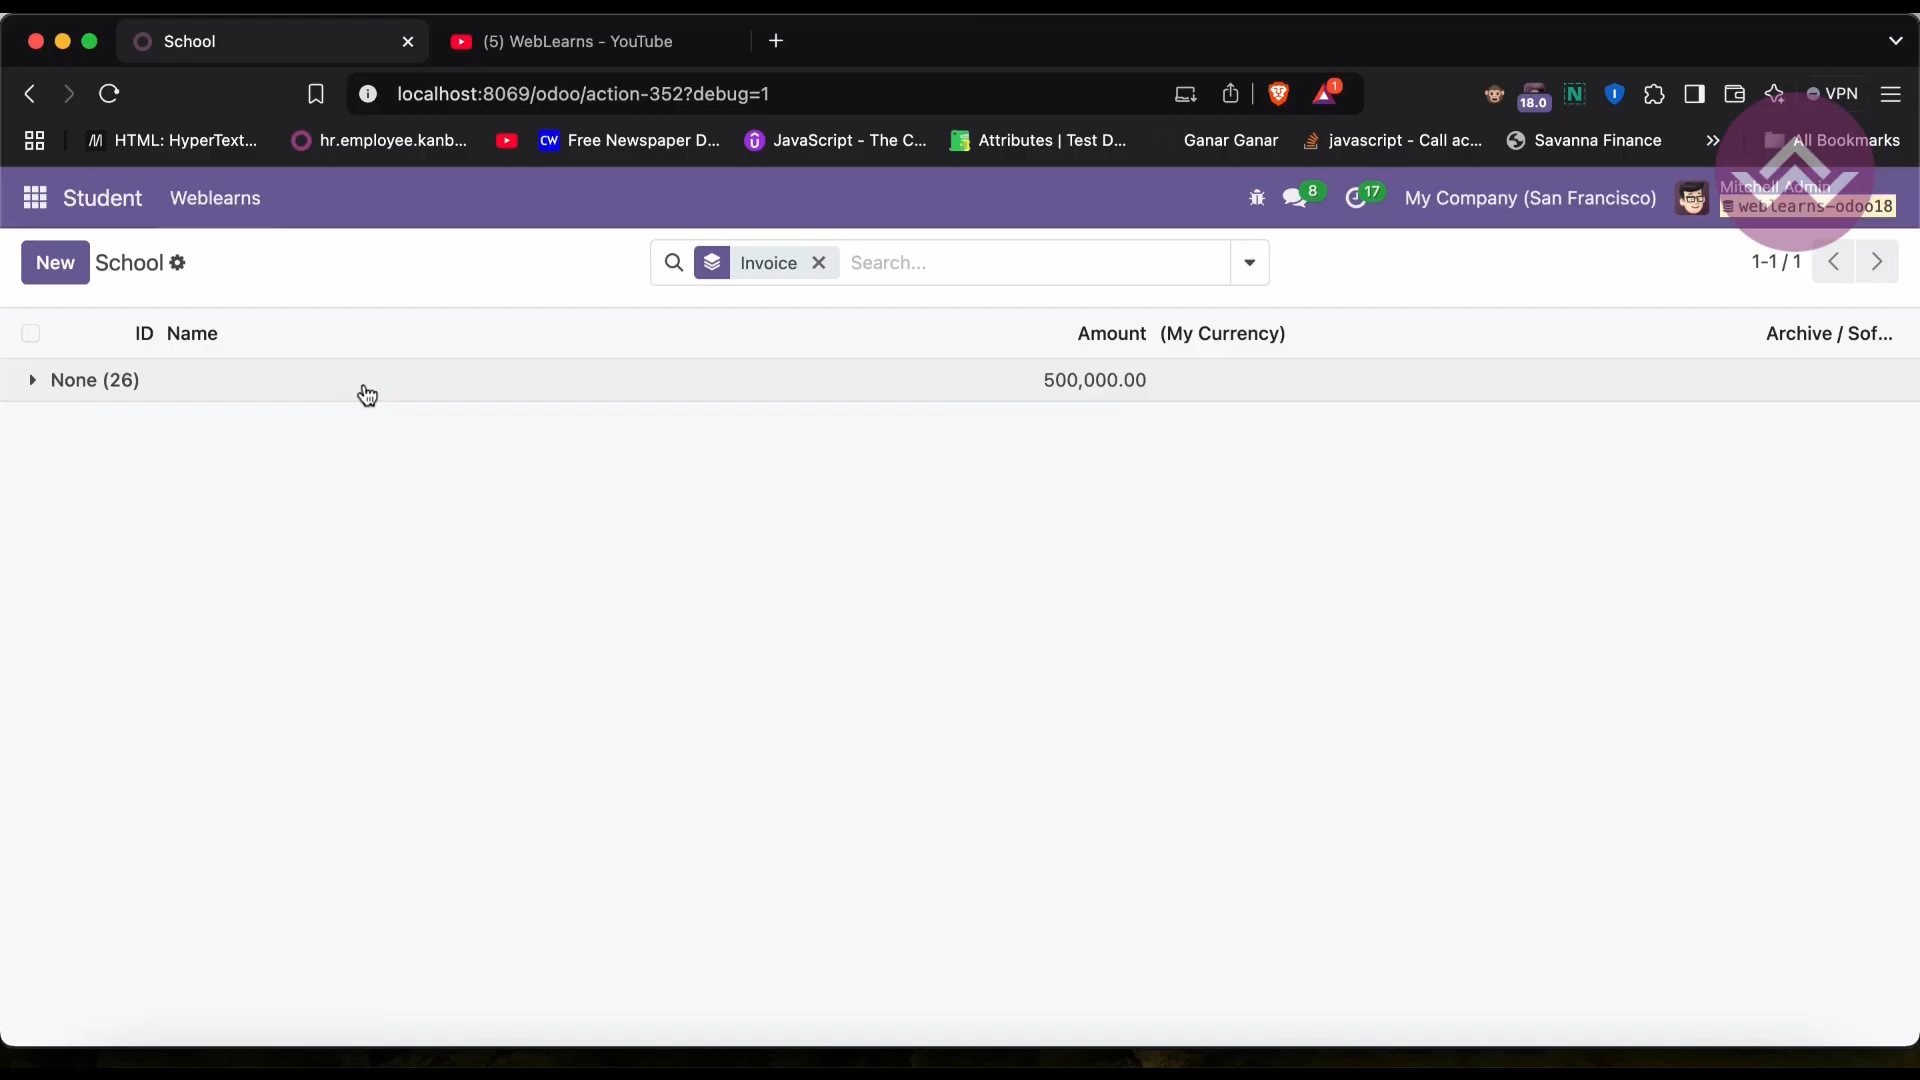 School
(5) WebLearns - YouTube
localhost:8069/odoo/action-352?debug=1
1
18.0
N
VPN
HTML: HyperText...
hr.employee.kanb...
CW Free Newspaper D...
JavaScript - The C...
Attributes | Test D...
Ganar Ganar
javascript - Call ac...
Savanna Finance
All Bookmarks
Student
Weblearns
8
17
My Company (San Francisco)
Mitchell Admin
weblearns-odoo18
New
School
Invoice
Search...
1-1 / 1
ID Name Amount (My Currency) Archive / Sof...
None (26) 500,000.00